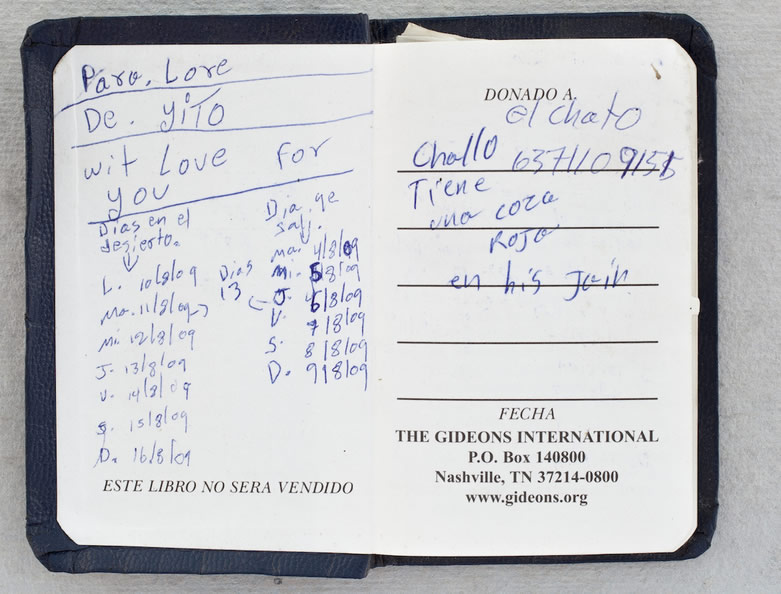 Para. Lore
De. yiTo
wit Love for
you
Dias en el
desierto.
L. 10/8/09
Ma. 11/8/09
Mi. 12/8/09
J. 13/8/09
V. 14/8/09
S. 15/8/09
D. 16/8/09
Dias
13
Dia qe
salj.
ma. 4/8/09
Mi. 5/8/09
J. 6/8/09
V. 7/8/09
S. 8/8/09
D. 9/8/09
ESTE LIBRO NO SERA VENDIDO
DONADO A.
el chato
Challo
Tiene
una coza
Roja
en his Jain
FECHA
THE GIDEONS INTERNATIONAL
P.O. Box 140800
Nashville, TN 37214-0800
www.gideons.org